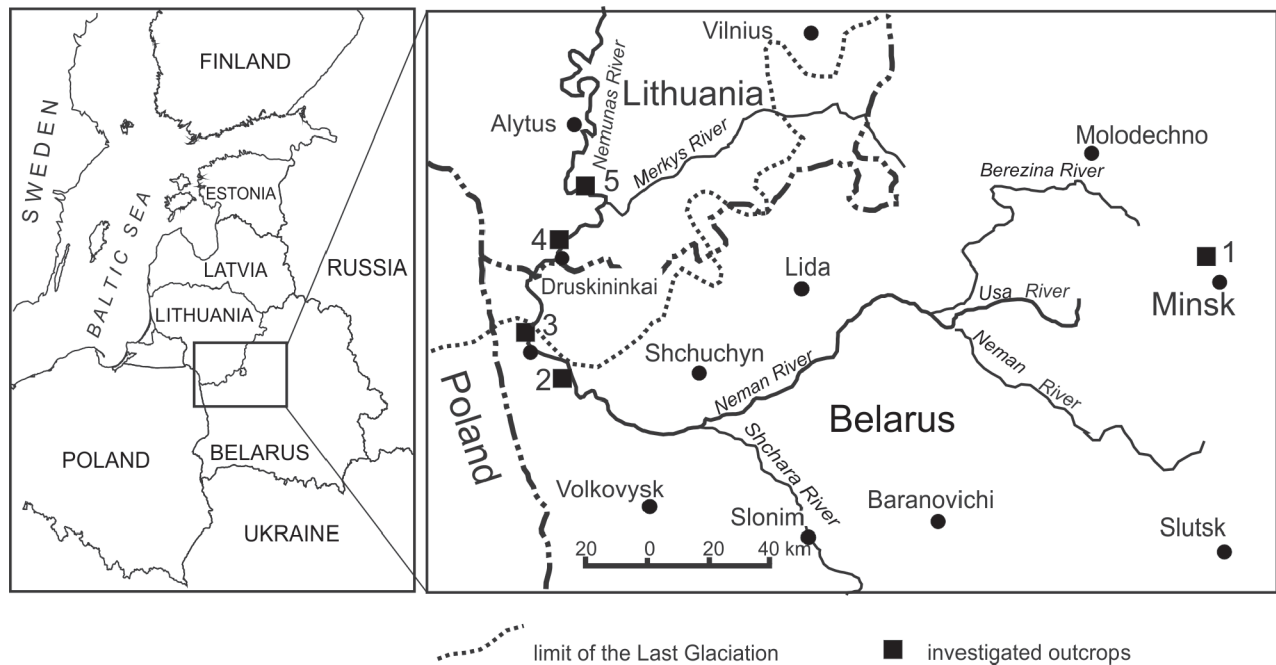 FINLAND
SWEDEN
BALTIC SEA
ESTONIA
LATVIA
RUSSIA
LITHUANIA
POLAND
BELARUS
UKRAINE
Vilnius
Nemunas River
Lithuania
Alytus
Merkys River
Molodechno
Berezina River
5
4
1
Druskininkai
Lida
Usa River
Minsk
3
Shchuchyn
2
Neman River
Neman River
Poland
Belarus
Shchara River
Volkovysk
Baranovichi
Slonim
Slutsk
20 0 20 40 km
limit of the Last Glaciation
investigated outcrops